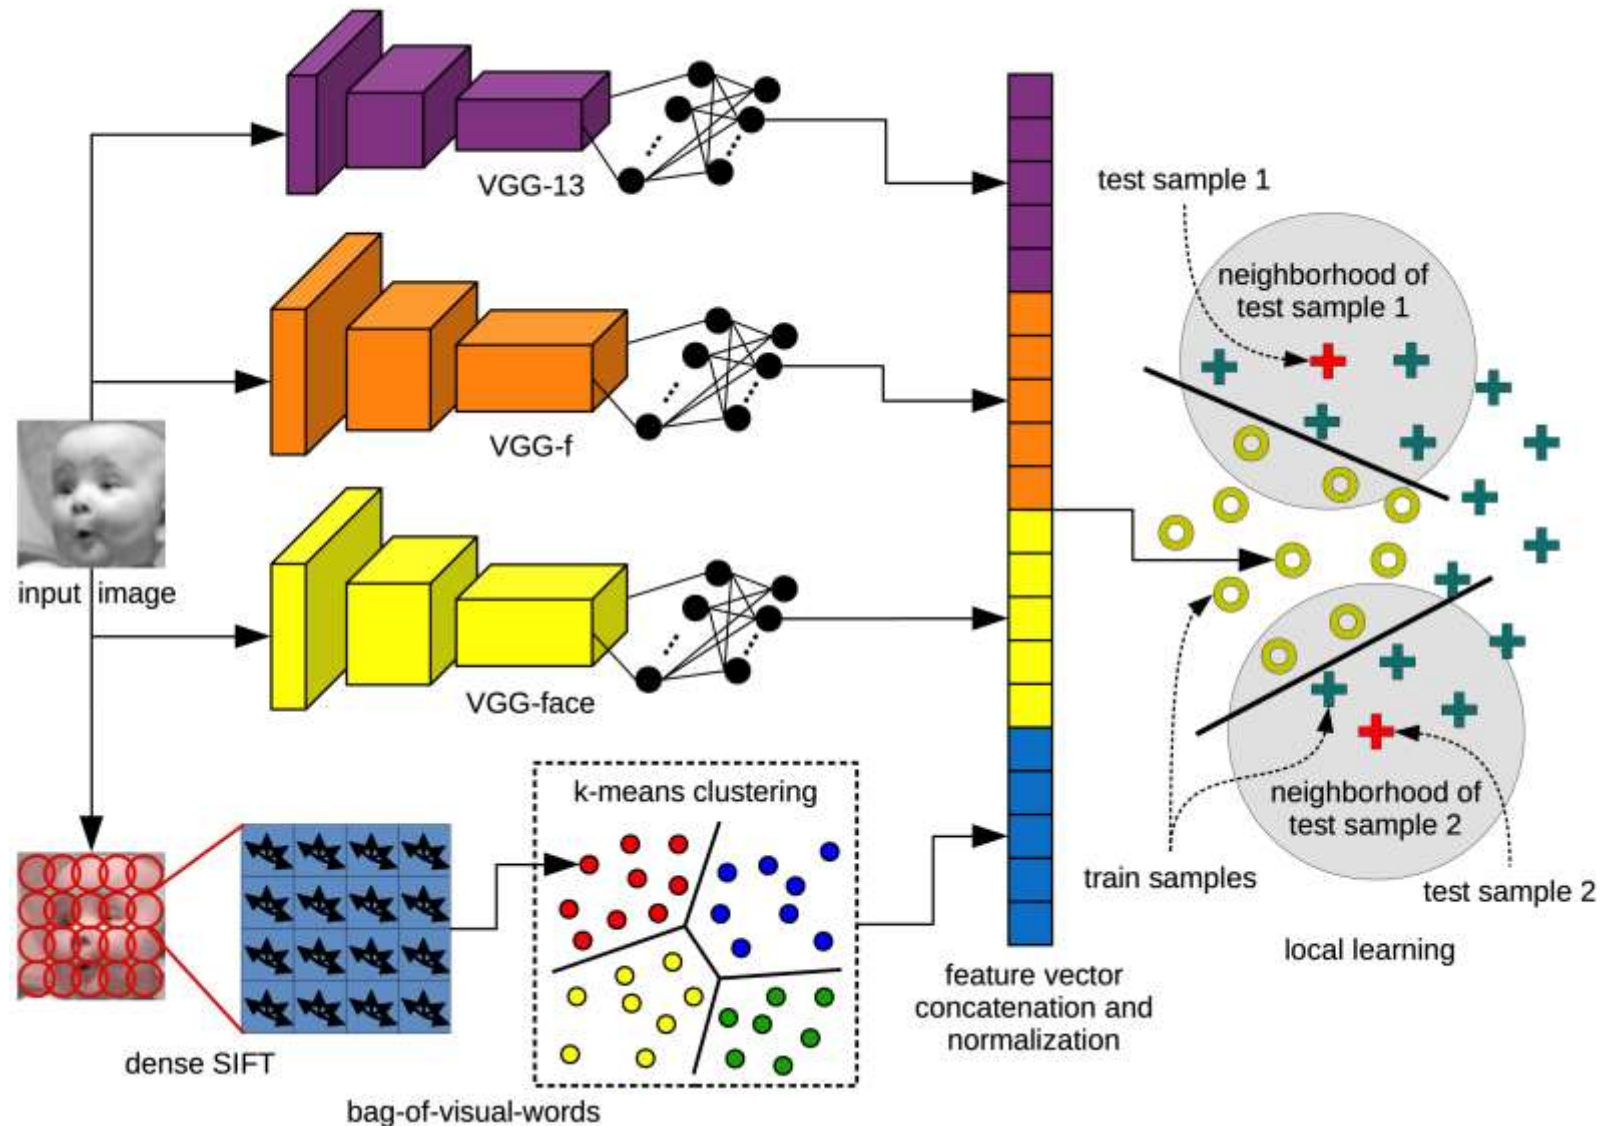 VGG-13
test sample 1
neighborhood of
test sample 1
VGG-f
input image
VGG-face
k-means clustering
neighborhood of
test sample 2
train samples
test sample 2
local learning
feature vector
concatenation and
normalization
dense SIFT
bag-of-visual-words